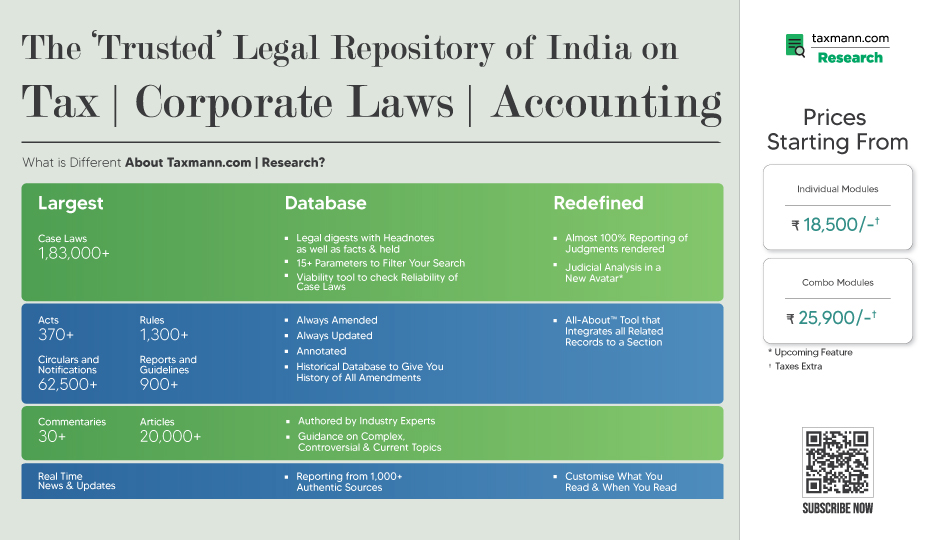 The ‘Trusted’ Legal Repository of India on
Tax | Corporate Laws | Accounting
What is Different About Taxmann.com | Research?
Largest
Database
Redefined
Case Laws
1,83,000+
Legal digests with Headnotes
as well as facts & held
15+ Parameters to Filter Your Search
Viability tool to check Reliability of
Case Laws
Almost 100% Reporting of
Judgments rendered
Judicial Analysis in a
New Avatar*
Acts
370+
Rules
1,300+
Circulars and
Notifications
62,500+
Reports and
Guidelines
900+
Always Amended
Always Updated
Annotated
Historical Database to Give You
History of All Amendments
All-About™ Tool that
Integrates all Related
Records to a Section
Commentaries
30+
Articles
20,000+
Authored by Industry Experts
Guidance on Complex,
Controversial & Current Topics
Real Time
News & Updates
Reporting from 1,000+
Authentic Sources
Customise What You
Read & When You Read
taxmann.com
Research
Prices
Starting From
Individual Modules
₹ 18,500/-†
Combo Modules
₹ 25,900/-†
* Upcoming Feature
† Taxes Extra
SUBSCRIBE NOW